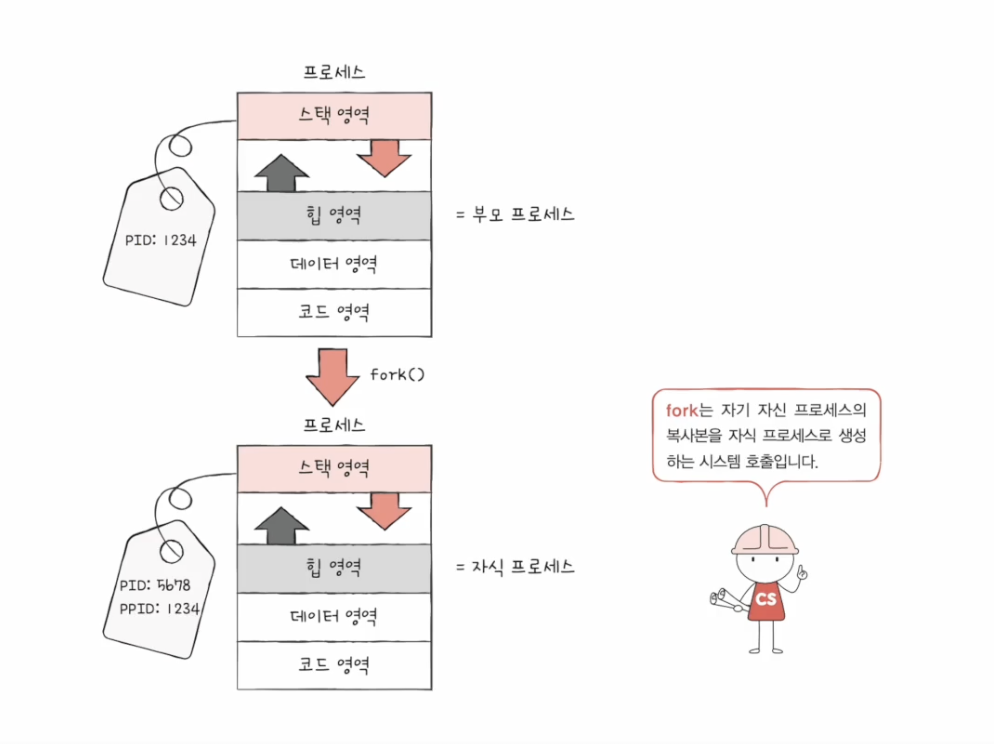 프로세스
스택 영역
힙 영역
데이터 영역
코드 영역
PID: 1234
= 부모 프로세스
fork()
프로세스
스택 영역
힙 영역
데이터 영역
코드 영역
PID: 5678
PPID: 1234
= 자식 프로세스
fork는 자기 자신 프로세스의
복사본을 자식 프로세스로 생성
하는 시스템 호출입니다.
CS